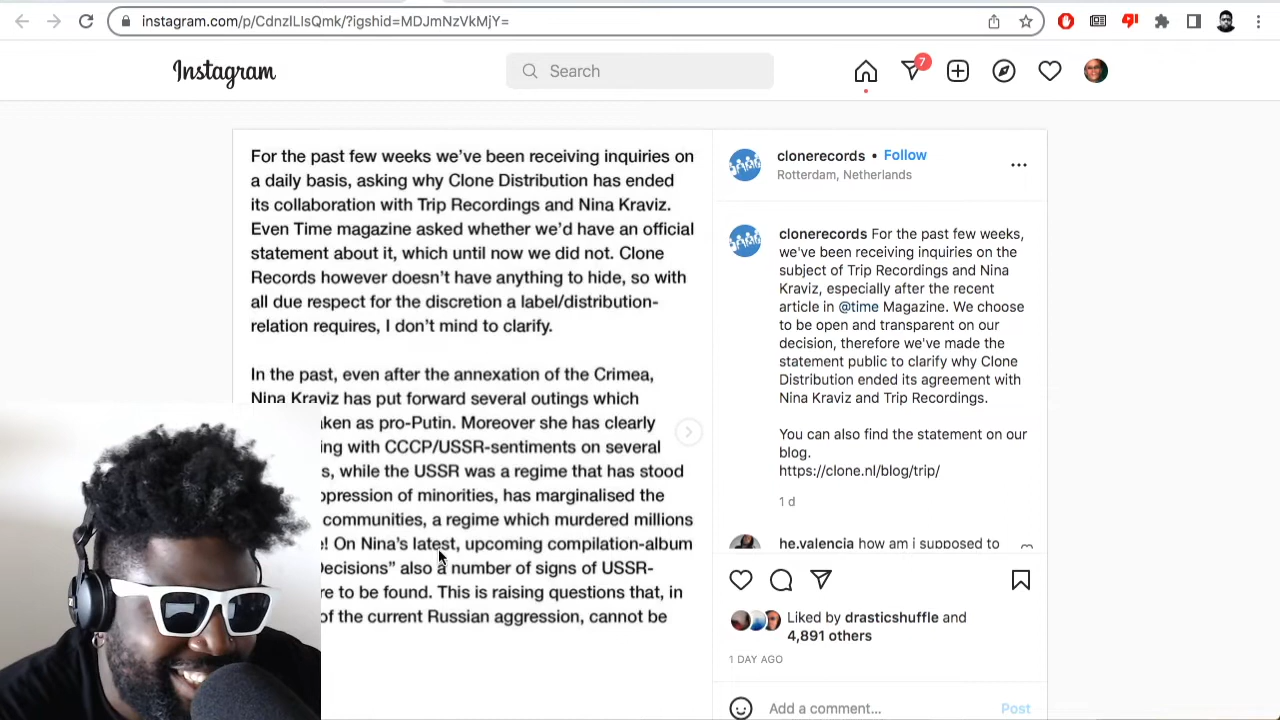 instagram.com/p/CdnzlLlsQmk/?igshid=MDJmNzVkMjY=
Instagram
Search
7
For the past few weeks we've been receiving inquiries on
a daily basis, asking why Clone Distribution has ended
its collaboration with Trip Recordings and Nina Kraviz.
Even Time magazine asked whether we'd have an official
statement about it, which until now we did not. Clone
Records however doesn't have anything to hide, so with
all due respect for the discretion a label/distribution-
relation requires, I don't mind to clarify.
In the past, even after the annexation of the Crimea,
Nina Kraviz has put forward several outings which
aken as pro-Putin. Moreover she has clearly
ing with CCCP/USSR-sentiments on several
s, while the USSR was a regime that has stood
ppression of minorities, has marginalised the
communities, a regime which murdered millions
e! On Nina's latest, upcoming compilation-album
Decisions" also a number of signs of USSR-
re to be found. This is raising questions that, in
of the current Russian aggression, cannot be
clonerecords • Follow
Rotterdam, Netherlands
clonerecords For the past few weeks,
we've been receiving inquiries on the
subject of Trip Recordings and Nina
Kraviz, especially after the recent
article in @time Magazine. We choose
to be open and transparent on our
decision, therefore we've made the
statement public to clarify why Clone
Distribution ended its agreement with
Nina Kraviz and Trip Recordings.
You can also find the statement on our
blog.
https://clone.nl/blog/trip/
1 d
he.valencia how am i supposed to
Liked by drasticshuffle and
4,891 others
1 DAY AGO
Add a comment...
Post